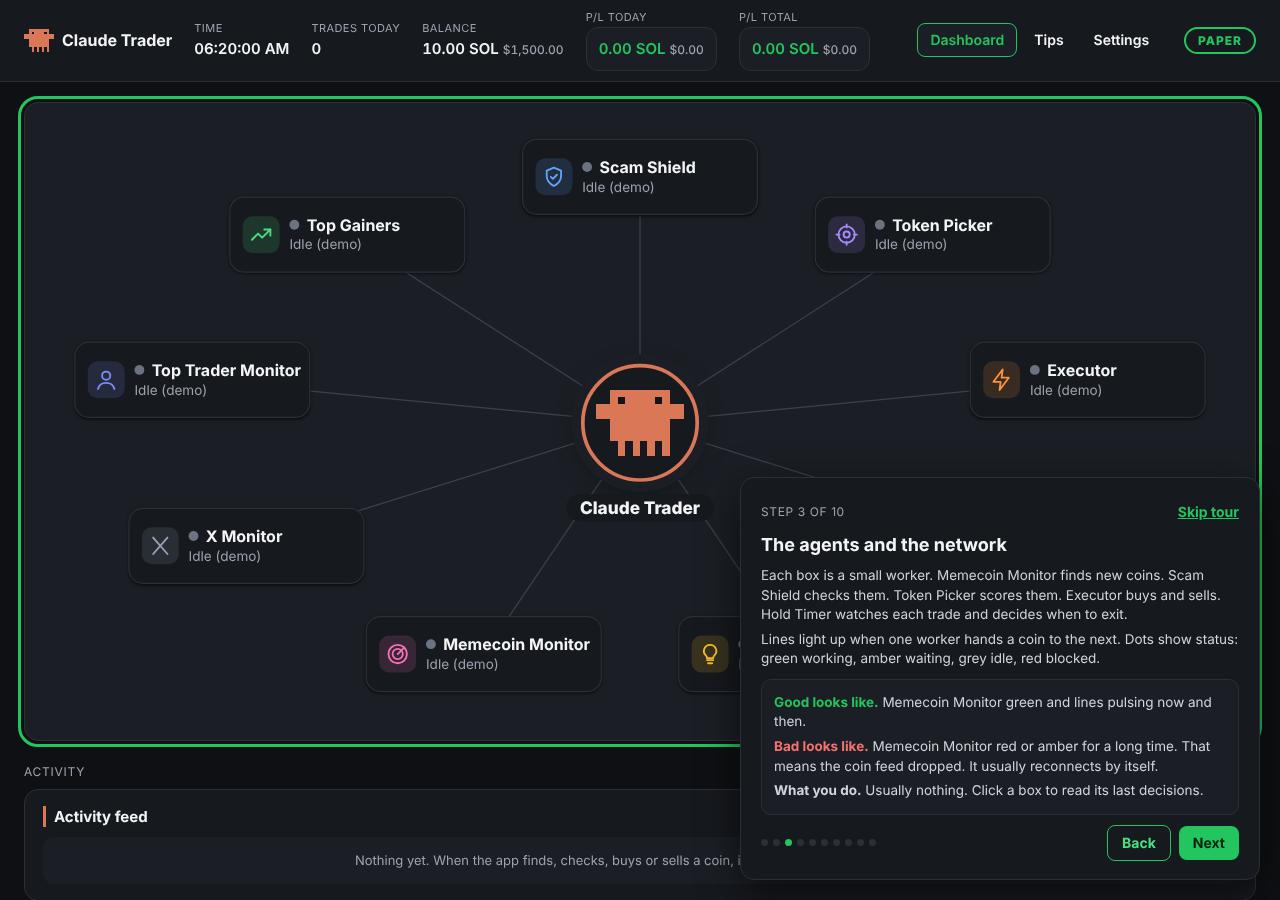 Claude Trader
TIME
06:20:00 AM
TRADES TODAY
0
BALANCE
10.00 SOL $1,500.00
P/L TODAY
0.00 SOL $0.00
P/L TOTAL
0.00 SOL $0.00
Dashboard
Tips
Settings
PAPER
Scam Shield
Idle (demo)
Top Gainers
Idle (demo)
Token Picker
Idle (demo)
Top Trader Monitor
Idle (demo)
Executor
Idle (demo)
Claude Trader
X Monitor
Idle (demo)
Memecoin Monitor
Idle (demo)
STEP 3 OF 10
Skip tour
The agents and the network
Each box is a small worker. Memecoin Monitor finds new coins. Scam
Shield checks them. Token Picker scores them. Executor buys and sells.
Hold Timer watches each trade and decides when to exit.
Lines light up when one worker hands a coin to the next. Dots show status:
green working, amber waiting, grey idle, red blocked.
Good looks like. Memecoin Monitor green and lines pulsing now and
then.
Bad looks like. Memecoin Monitor red or amber for a long time. That
means the coin feed dropped. It usually reconnects by itself.
What you do. Usually nothing. Click a box to read its last decisions.
Back
Next
ACTIVITY
Activity feed
Nothing yet. When the app finds, checks, buys or sells a coin,